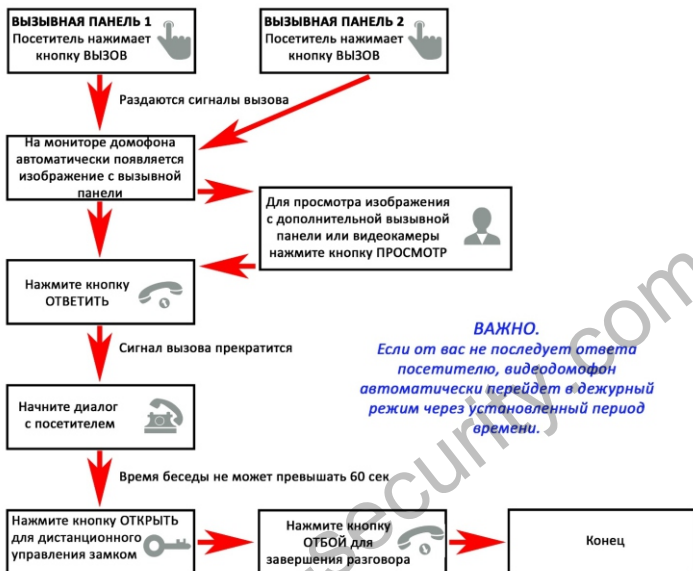 ВЫЗЫВНАЯ ПАНЕЛЬ 1
Посетитель нажимает
кнопку ВЫЗОВ
ВЫЗЫВНАЯ ПАНЕЛЬ 2
Посетитель нажимает
кнопку ВЫЗОВ
Раздаются сигналы вызова
На мониторе домофона
автоматически появляется
изображение с вызывной
панели
Для просмотра изображения
с дополнительной вызывной
панели или видеокамеры
нажмите кнопку ПРОСМОТР
Нажмите кнопку
ОТВЕТИТЬ
Сигнал вызова прекратится
ВАЖНО.
Если от вас не последует ответа
посетителю, видеодомофон
автоматически перейдет в дежурный
режим через установленный период
времени.
Начните диалог
с посетителем
Время беседы не может превышать 60 сек
Нажмите кнопку ОТКРЫТЬ
для дистанционного
управления замком
Нажмите кнопку
ОТБОЙ для
завершения разговора
Конец